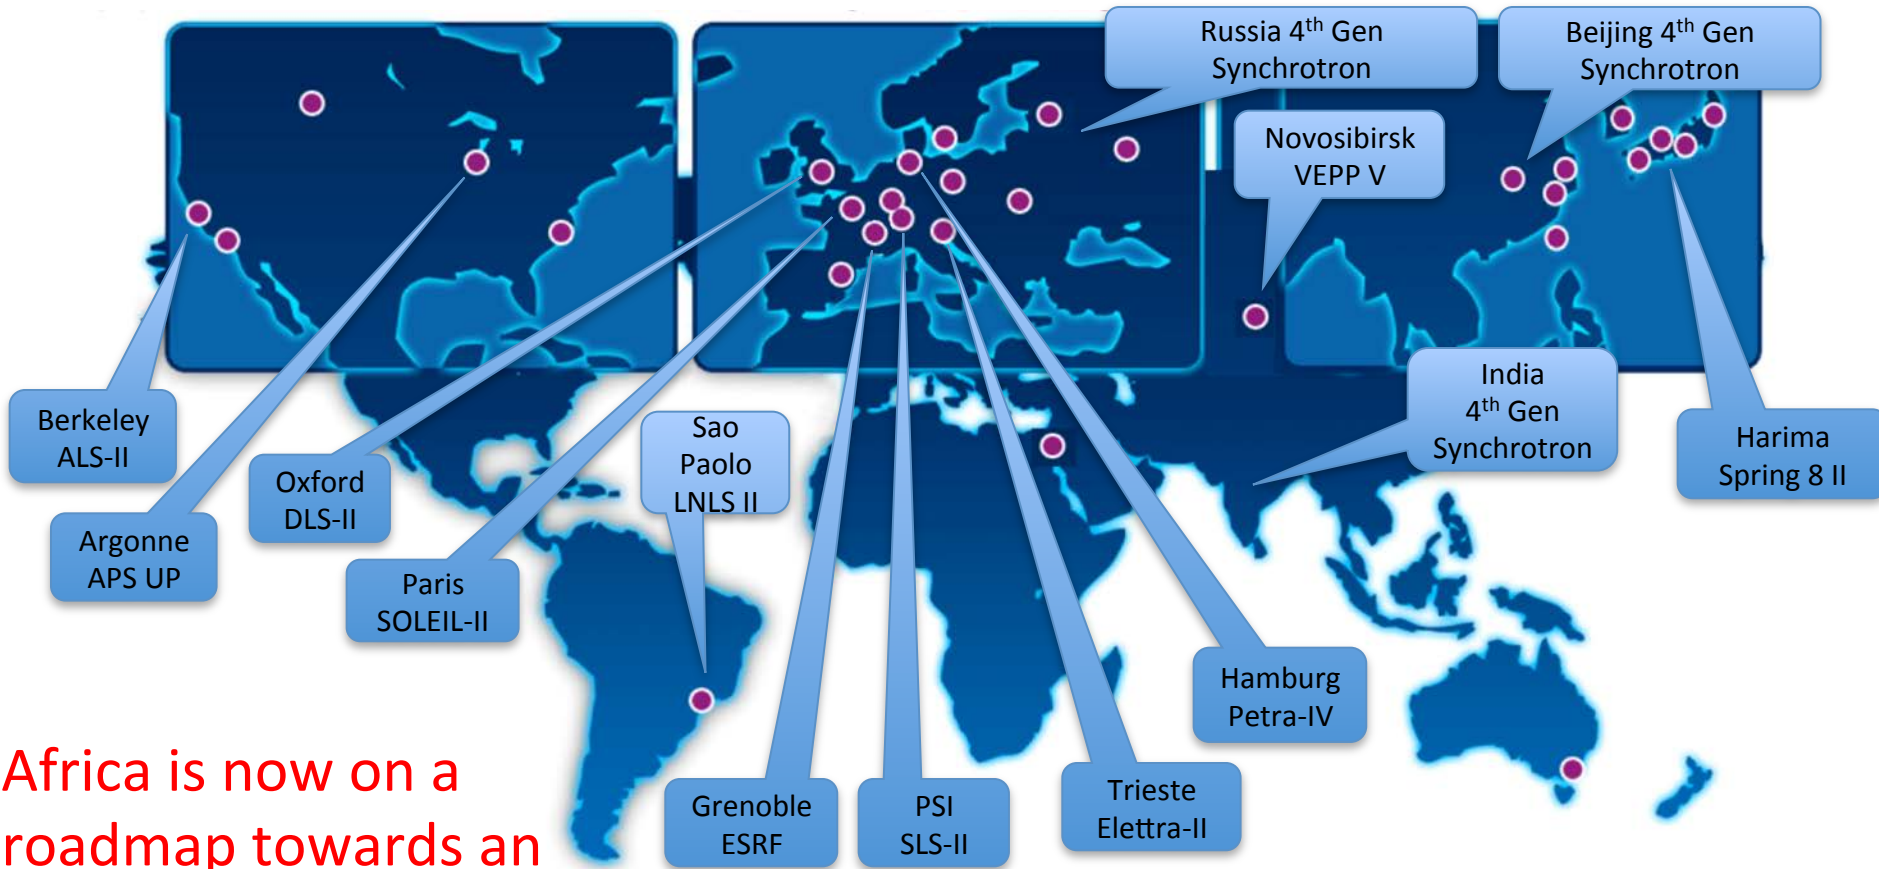 Russia 4th Gen
Synchrotron
Beijing 4th Gen
Synchrotron
Novosibirsk
VEPP V
India
4th Gen
Synchrotron
Harima
Spring 8 II
Berkeley
ALS-II
Argonne
APS UP
Oxford
DLS-II
Paris
SOLEIL-II
Sao
Paolo
LNLS II
Hamburg
Petra-IV
Grenoble
ESRF
PSI
SLS-II
Trieste
Elettra-II
Africa is now on a
roadmap towards an